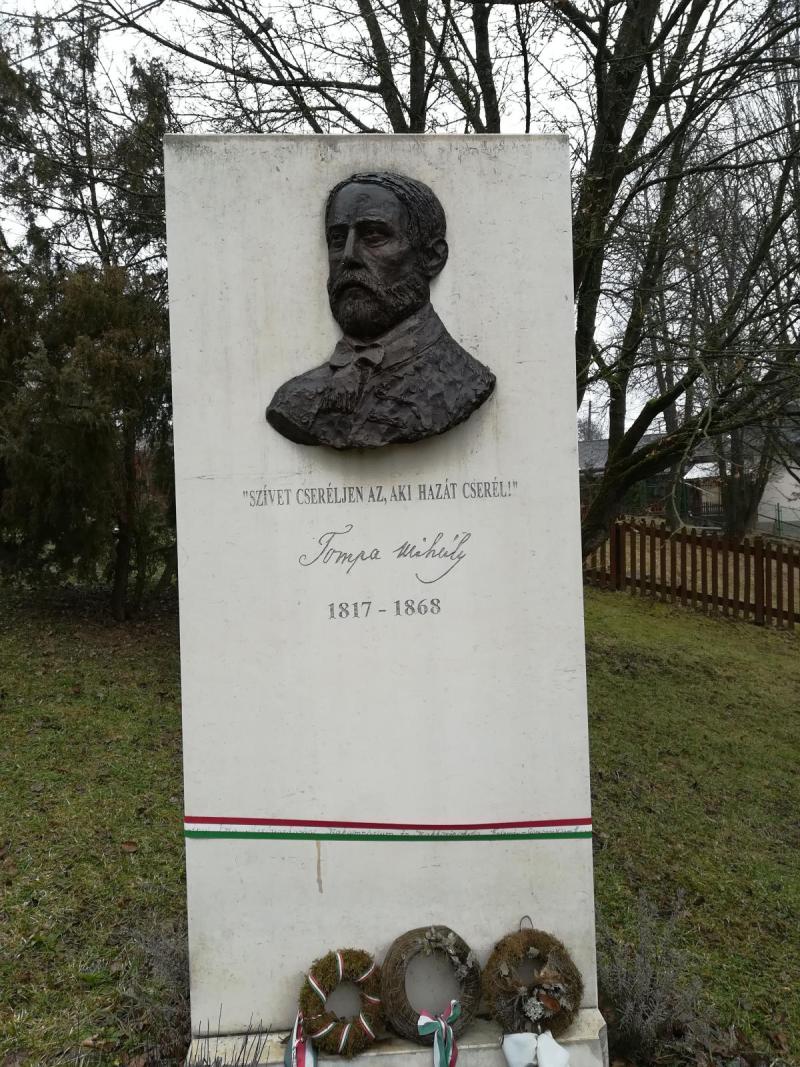 "SZÍVET CSERÉLJEN AZ, AKI HAZÁT CSERÉL!"
Tompa Mihály
1817 - 1868